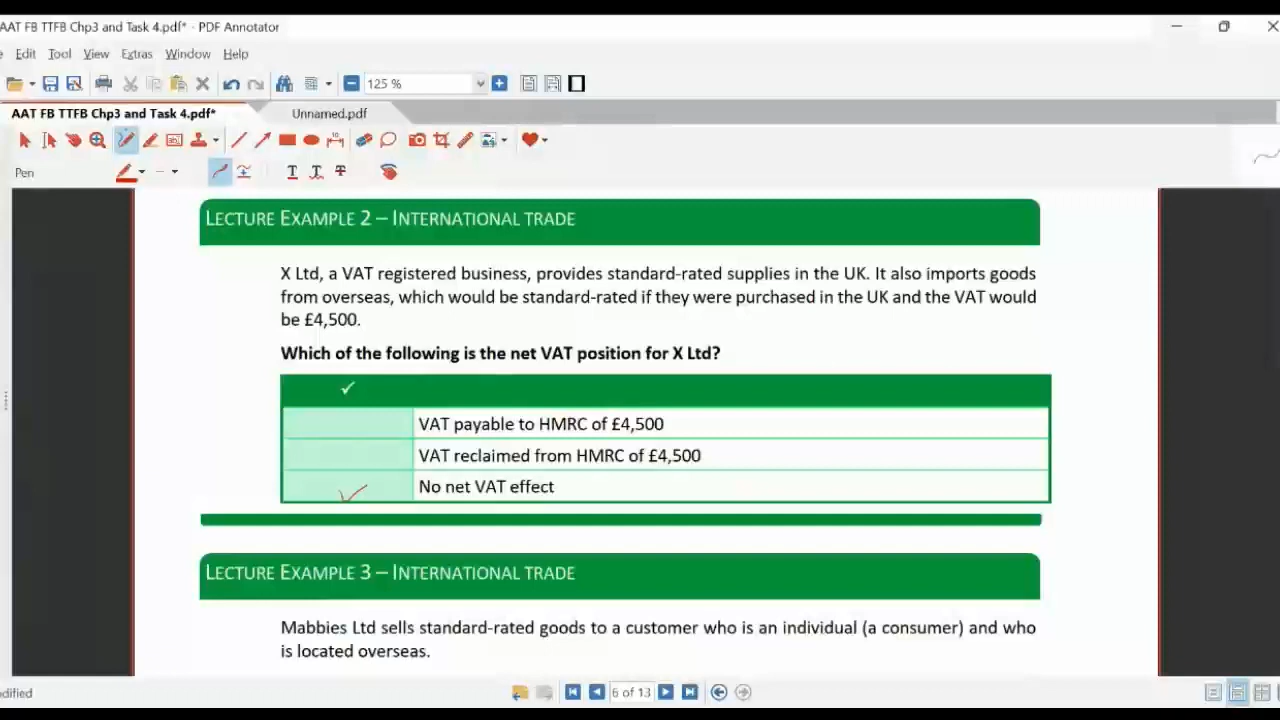 AAT FB TTFB Chp3 and Task 4.pdf* - PDF Annotator
Edit Tool View Extras Window Help
125 %
AAT FB TTFB Chp3 and Task 4.pdf* Unnamed.pdf
Pen
LECTURE EXAMPLE 2 – INTERNATIONAL TRADE
X Ltd, a VAT registered business, provides standard-rated supplies in the UK. It also imports goods
from overseas, which would be standard-rated if they were purchased in the UK and the VAT would
be £4,500.
Which of the following is the net VAT position for X Ltd?
✓
VAT payable to HMRC of £4,500
VAT reclaimed from HMRC of £4,500
No net VAT effect
LECTURE EXAMPLE 3 – INTERNATIONAL TRADE
Mabbies Ltd sells standard-rated goods to a customer who is an individual (a consumer) and who
is located overseas.
dified 6 of 13